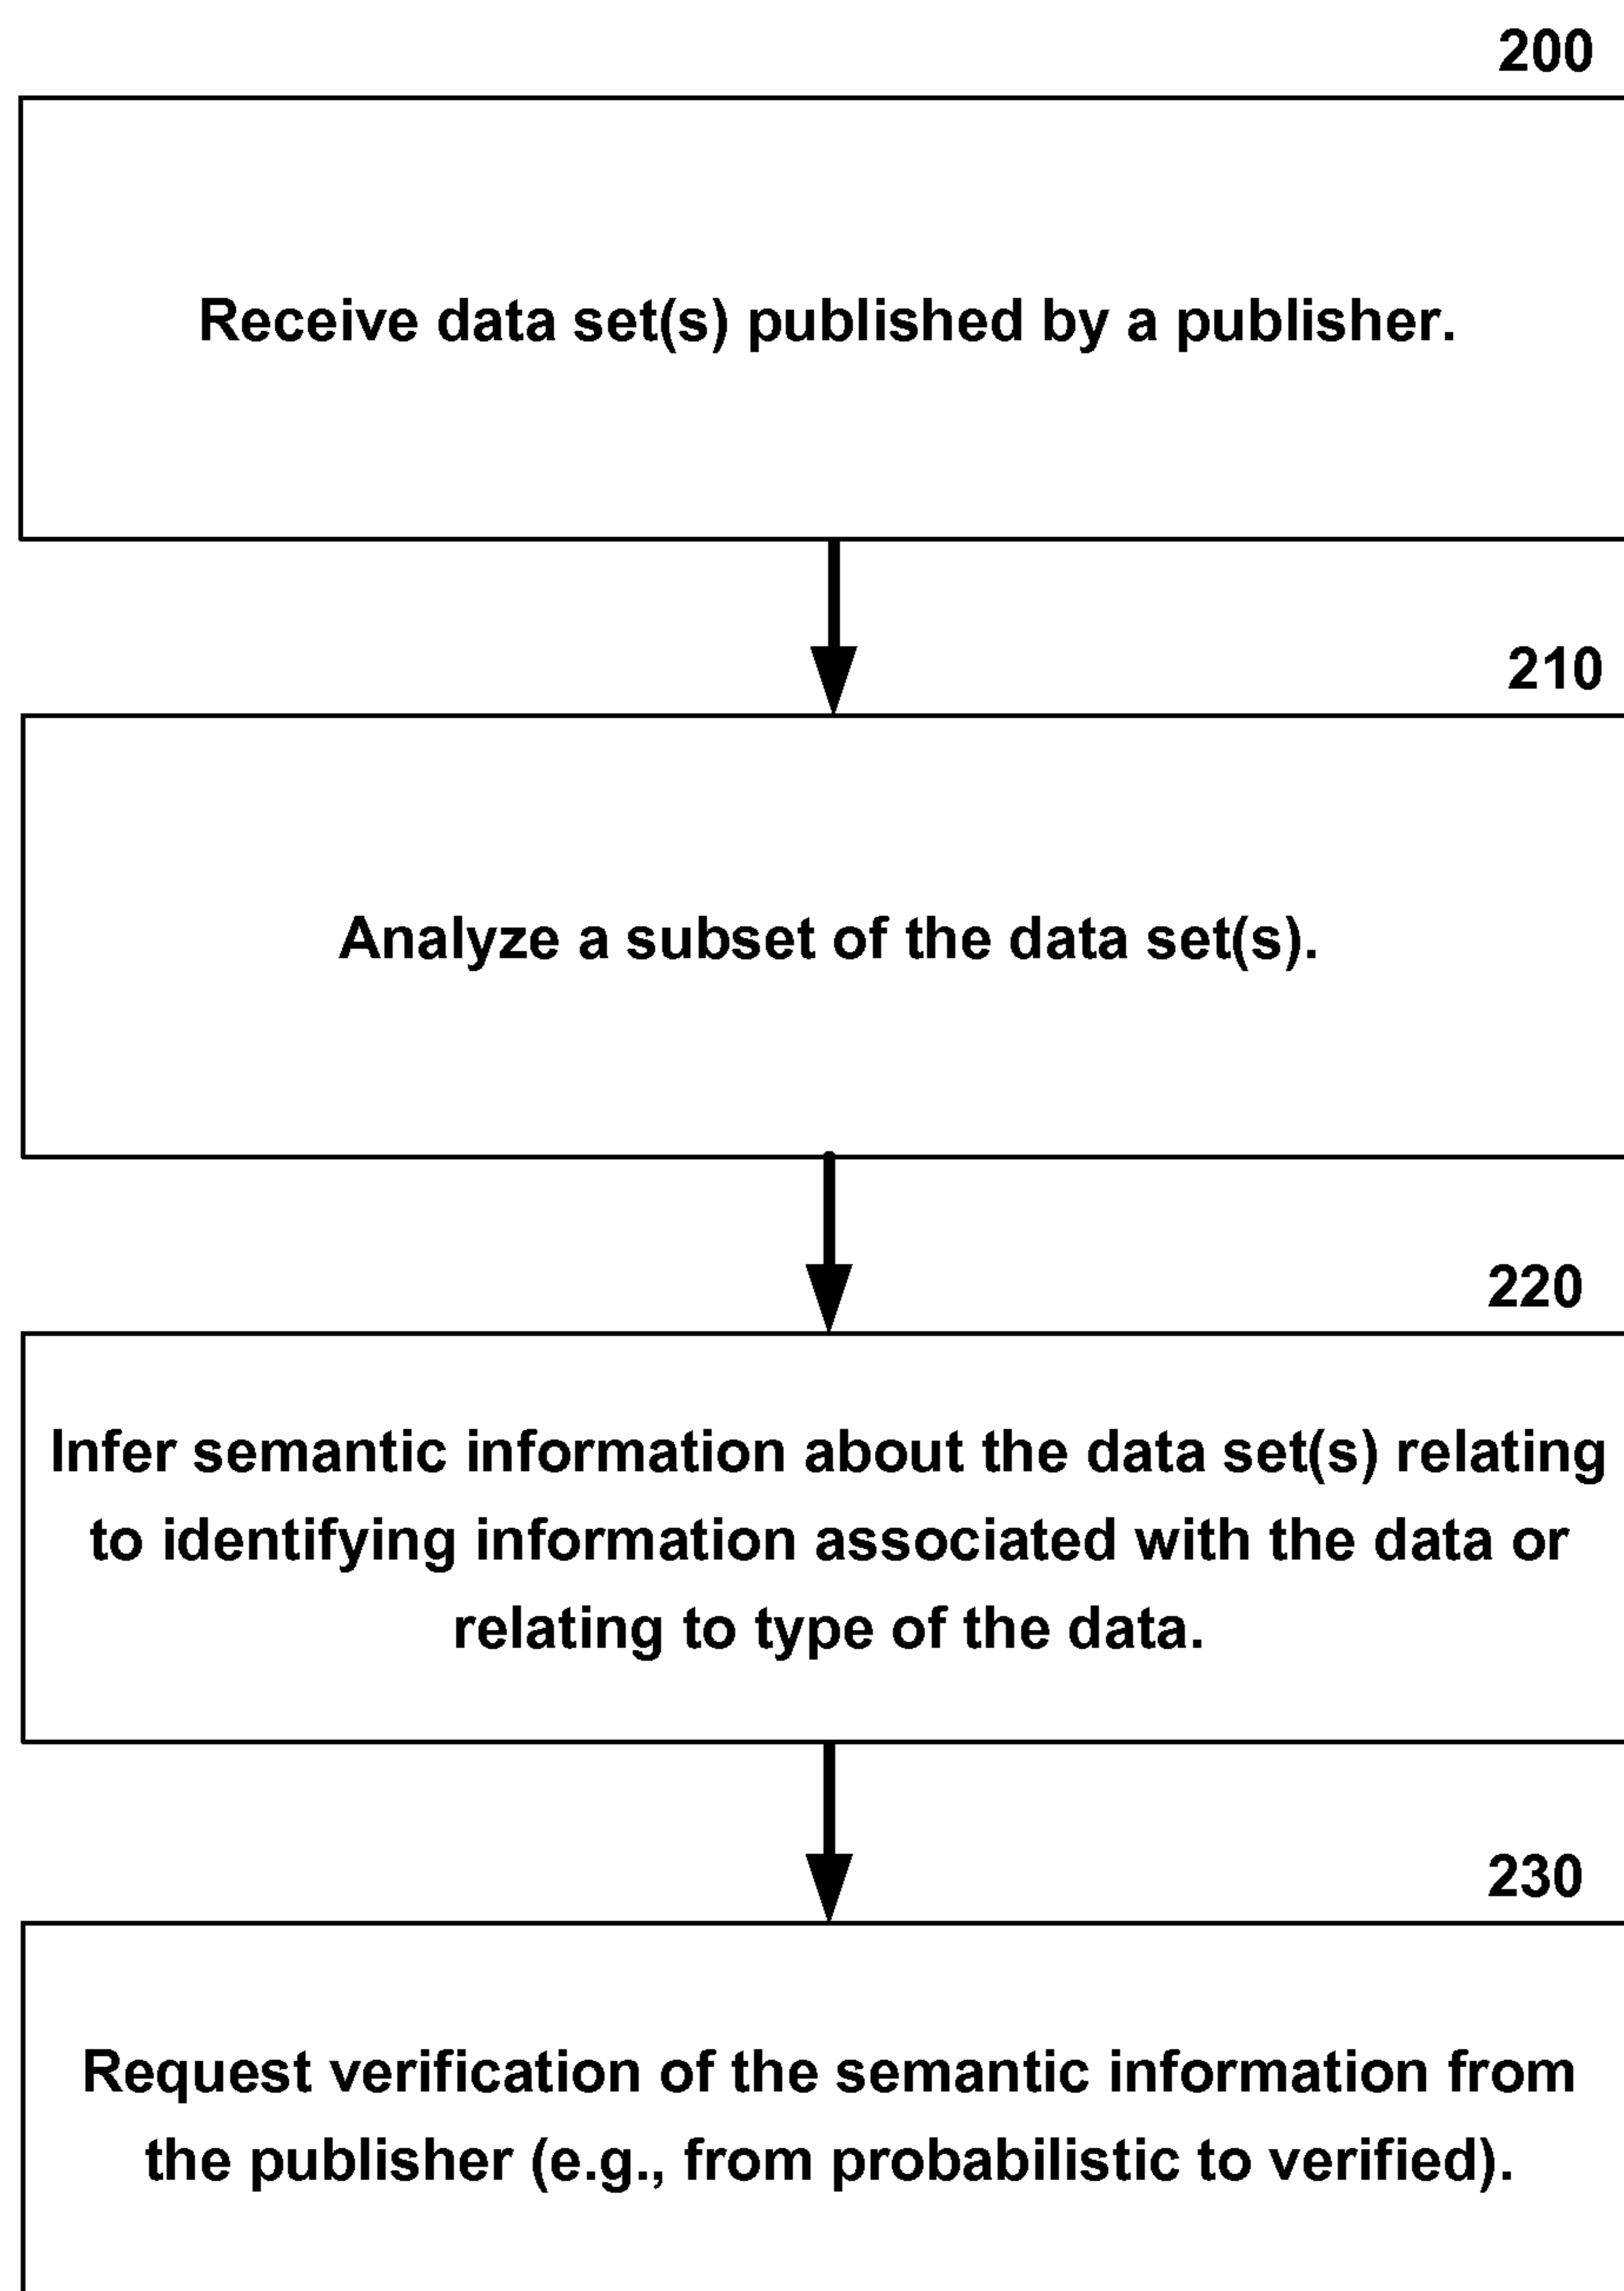 200
Receive data set(s) published by a publisher.
210
Analyze a subset of the data set(s).
220
Infer semantic information about the data set(s) relating
to identifying information associated with the data or
relating to type of the data.
230
Request verification of the semantic information from
the publisher (e.g., from probabilistic to verified).